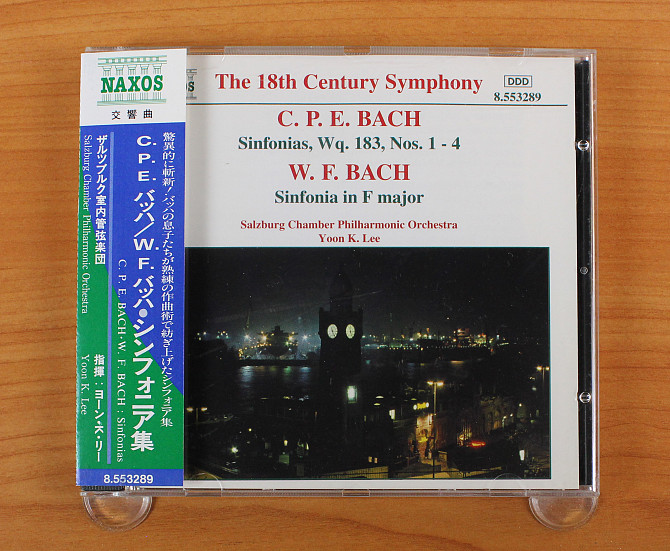 NAXOS
交響曲
驚異的に斬新！バッハの息子たちが熟練の作曲術で紡ぎ上げたシンフォニア集
C.P.E. バッハ/W.F.バッハ●シンフォニア集
C. P. E. BACH・W. F. BACH : Sinfonias
ザルツブルク室内管弦楽団
Salzburg Chamber Philharmonic Orchestra
指揮：ヨーン・K・リー
Yoon K. Lee
8.553289
The 18th Century Symphony
DDD
8.553289
C. P. E. BACH
Sinfonias, Wq. 183, Nos. 1 - 4
W. F. BACH
Sinfonia in F major
Salzburg Chamber Philharmonic Orchestra
Yoon K. Lee